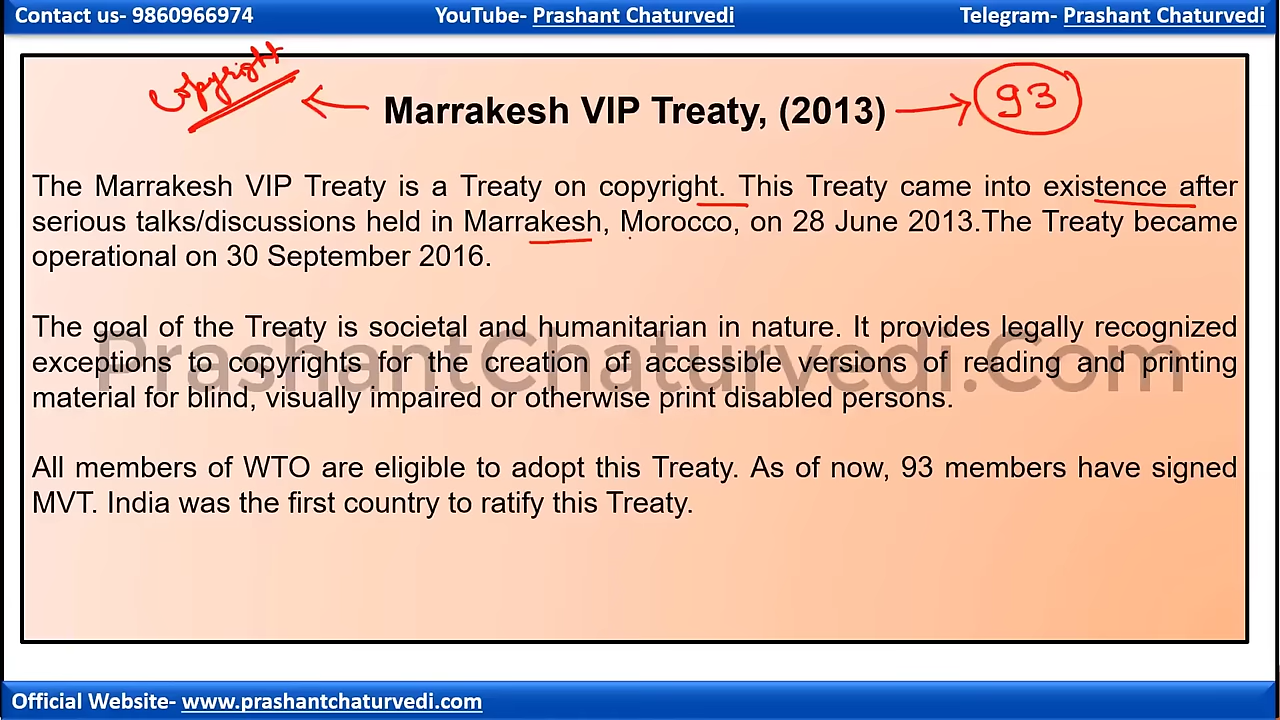 Contact us- 9860966974 YouTube- Prashant Chaturvedi Telegram- Prashant Chaturvedi
Copyright Marrakesh VIP Treaty, (2013) 93
The Marrakesh VIP Treaty is a Treaty on copyright. This Treaty came into existence after
serious talks/discussions held in Marrakesh, Morocco, on 28 June 2013.The Treaty became
operational on 30 September 2016.
The goal of the Treaty is societal and humanitarian in nature. It provides legally recognized
exceptions to copyrights for the creation of accessible versions of reading and printing
material for blind, visually impaired or otherwise print disabled persons.
PrashantChaturvedi.Com
All members of WTO are eligible to adopt this Treaty. As of now, 93 members have signed
MVT. India was the first country to ratify this Treaty.
Official Website- www.prashantchaturvedi.com